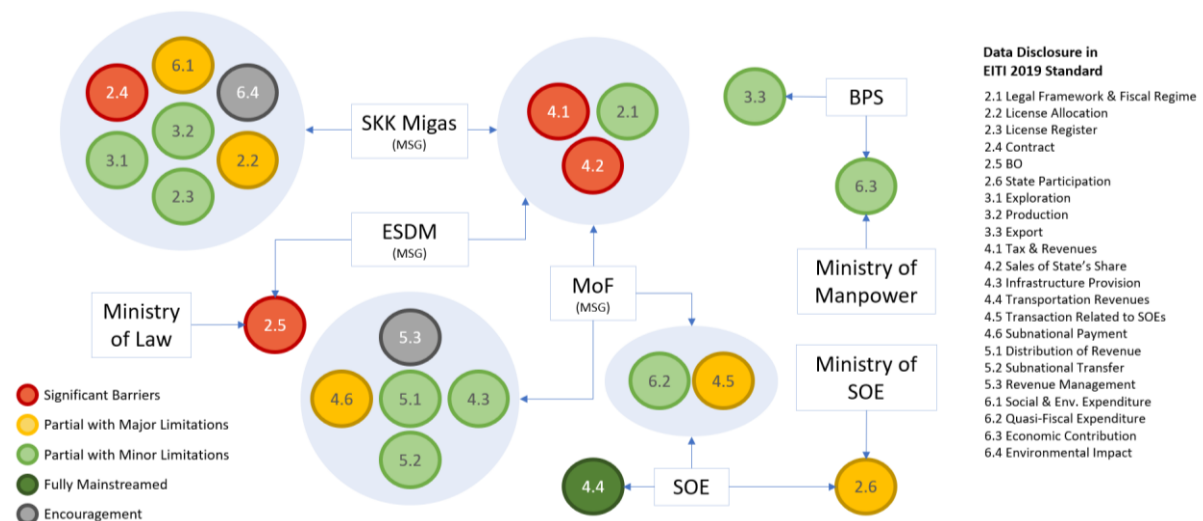 6.1
2.4
6.4
3.2
3.1
2.2
2.3
SKK Migas
(MSG)
4.1
2.1
4.2
3.3
BPS
6.3
Ministry of
Manpower
ESDM
(MSG)
Ministry
of Law
2.5
MoF
(MSG)
5.3
4.6
5.1
4.3
5.2
6.2
4.5
Ministry of
SOE
4.4
SOE
2.6
Significant Barriers
Partial with Major Limitations
Partial with Minor Limitations
Fully Mainstreamed
Encouragement
Data Disclosure in
EITI 2019 Standard
2.1 Legal Framework & Fiscal Regime
2.2 License Allocation
2.3 License Register
2.4 Contract
2.5 BO
2.6 State Participation
3.1 Exploration
3.2 Production
3.3 Export
4.1 Tax & Revenues
4.2 Sales of State's Share
4.3 Infrastructure Provision
4.4 Transportation Revenues
4.5 Transaction Related to SOEs
4.6 Subnational Payment
5.1 Distribution of Revenue
5.2 Subnational Transfer
5.3 Revenue Management
6.1 Social & Env. Expenditure
6.2 Quasi-Fiscal Expenditure
6.3 Economic Contribution
6.4 Environmental Impact